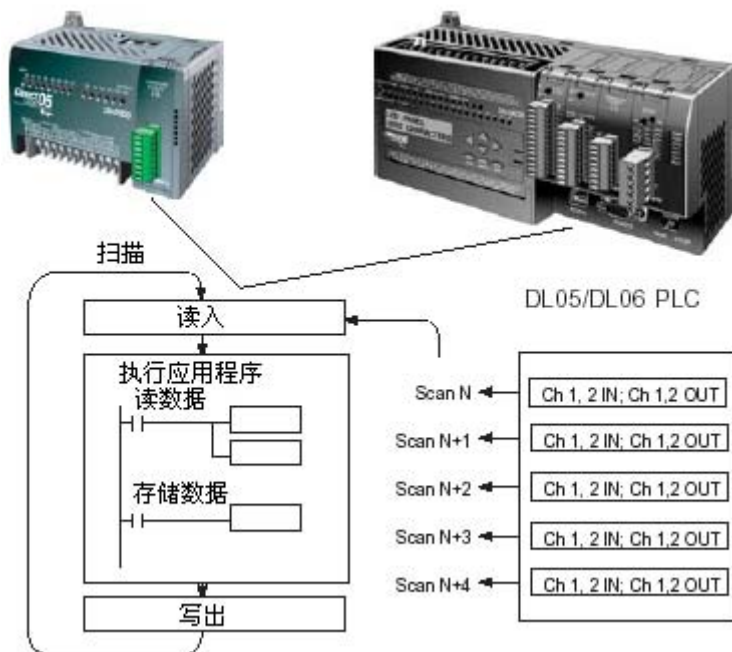 Direct 05
扫描
读入
DL05/DL06 PLC
执行应用程序
读数据
存储数据
写出
Scan N
Ch 1, 2 IN; Ch 1,2 OUT
Scan N+1
Ch 1, 2 IN; Ch 1,2 OUT
Scan N+2
Ch 1, 2 IN; Ch 1,2 OUT
Scan N+3
Ch 1, 2 IN; Ch 1,2 OUT
Scan N+4
Ch 1, 2 IN; Ch 1,2 OUT